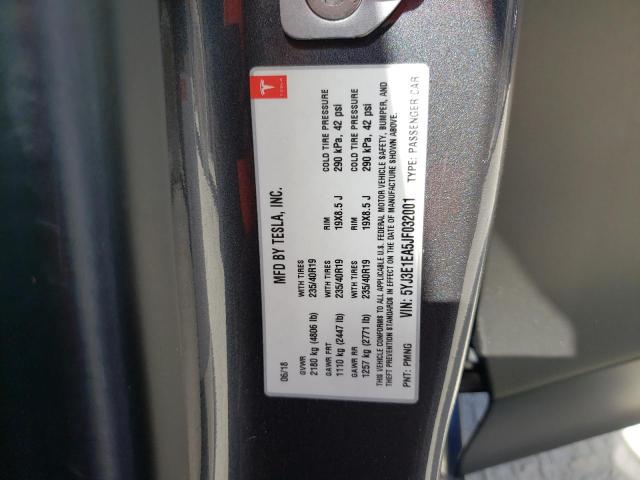 TESLA
MFD BY TESLA, INC.
06/18
GVWR WITH TIRES RIM COLD TIRE PRESSURE
2180 kg (4806 lb) 235/40R19 19X8.5 J 290 kPa, 42 psi
GAWR FRT WITH TIRES RIM COLD TIRE PRESSURE
1110 kg (2447 lb) 235/40R19 19X8.5 J 290 kPa, 42 psi
GAWR RR WITH TIRES
1257 kg (2771 lb) 235/40R19
THIS VEHICLE CONFORMS TO ALL APPLICABLE U.S. FEDERAL MOTOR VEHICLE SAFETY, BUMPER, AND
THEFT PREVENTION STANDARDS IN EFFECT ON THE DATE OF MANUFACTURE SHOWN ABOVE.
VIN: 5YJ3E1EA5JF032001
PNT: PMNG TYPE: PASSENGER CAR